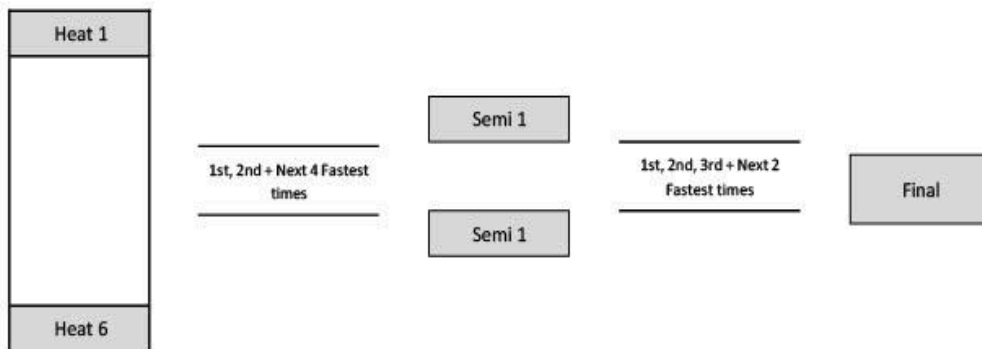 Heat 1
Heat 6
1st, 2nd + Next 4 Fastest
times
Semi 1
Semi 1
1st, 2nd, 3rd + Next 2
Fastest times
Final